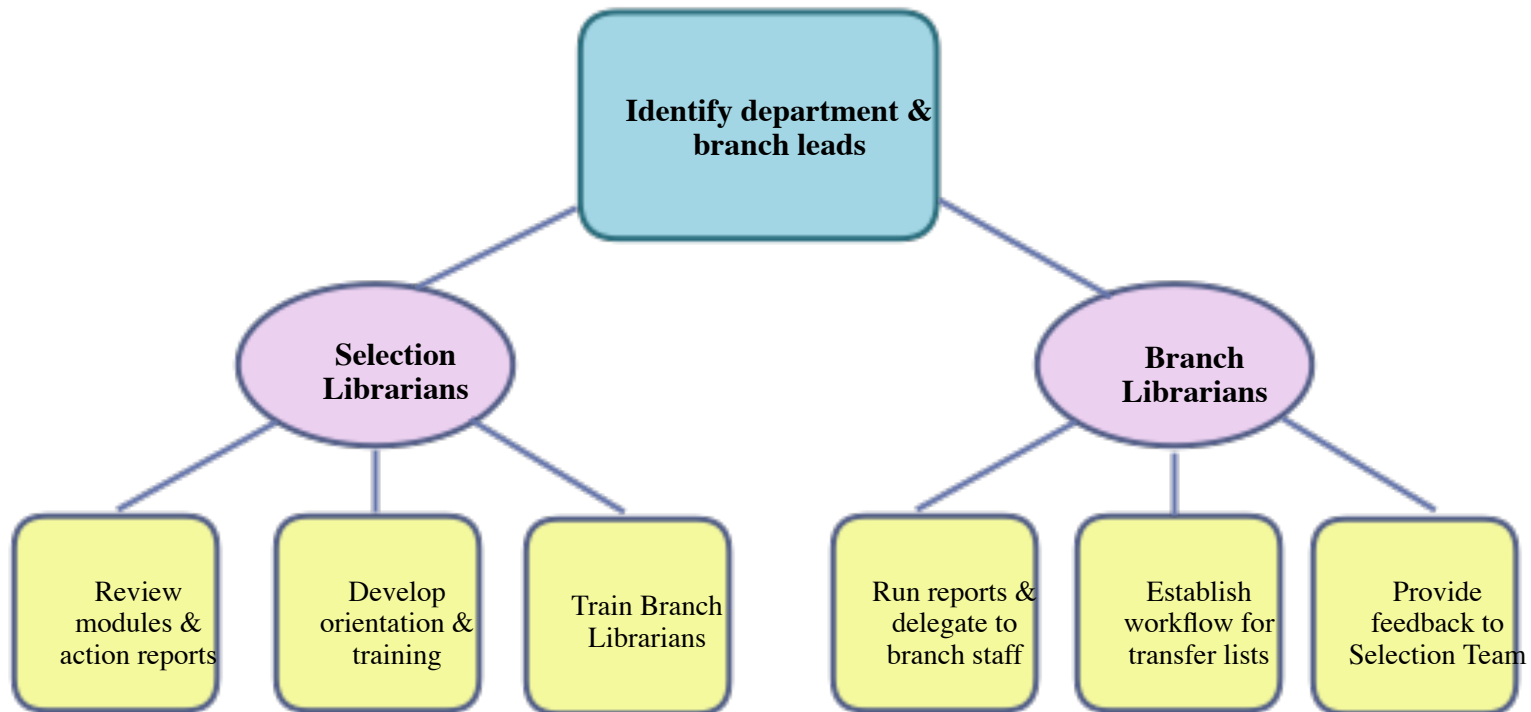 Identify department &
branch leads
Selection
Librarians
Branch
Librarians
Review
modules &
action reports
Develop
orientation &
training
Train Branch
Librarians
Run reports &
delegate to
branch staff
Establish
workflow for
transfer lists
Provide
feedback to
Selection Team